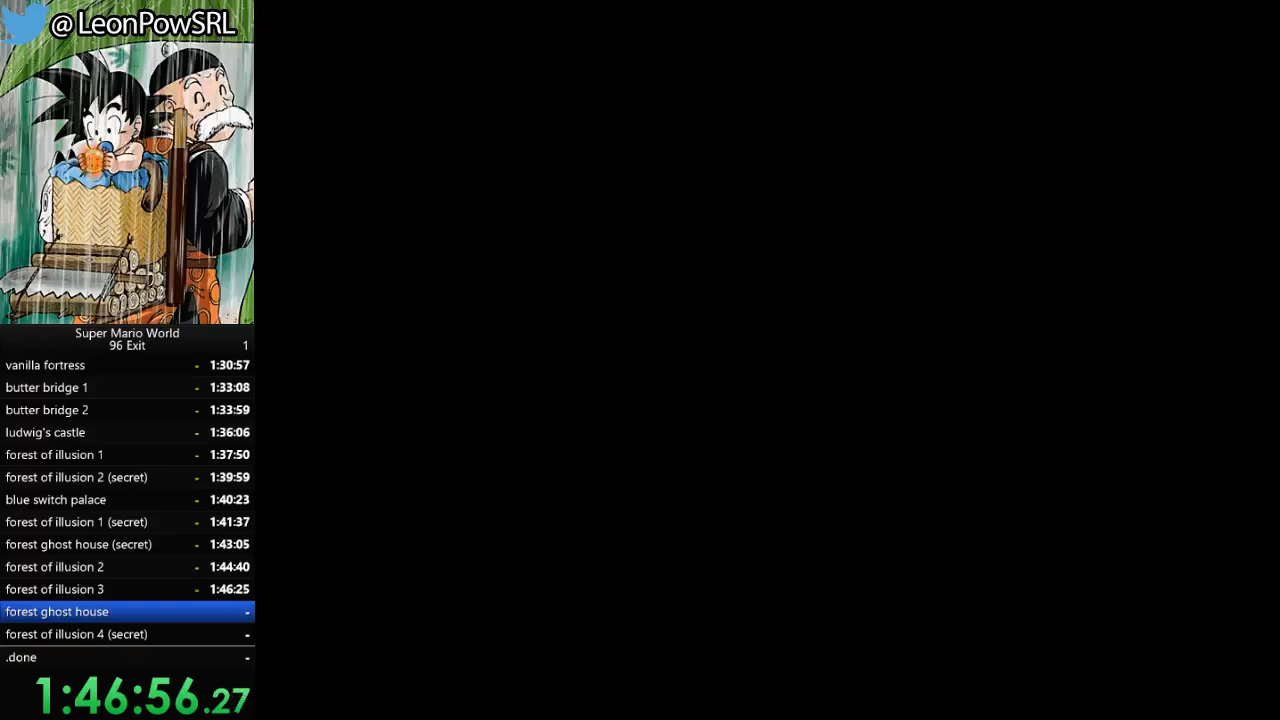 @LeonPowSRL
Super Mario World
96 Exit 1
vanilla fortress - 1:30:57
butter bridge 1 - 1:33:08
butter bridge 2 - 1:33:59
ludwig's castle - 1:36:06
forest of illusion 1 - 1:37:50
forest of illusion 2 (secret) - 1:39:59
blue switch palace - 1:40:23
forest of illusion 1 (secret) - 1:41:37
forest ghost house (secret) - 1:43:05
forest of illusion 2 - 1:44:40
forest of illusion 3 - 1:46:25
forest ghost house -
forest of illusion 4 (secret) -
.done -
1:46:56.27